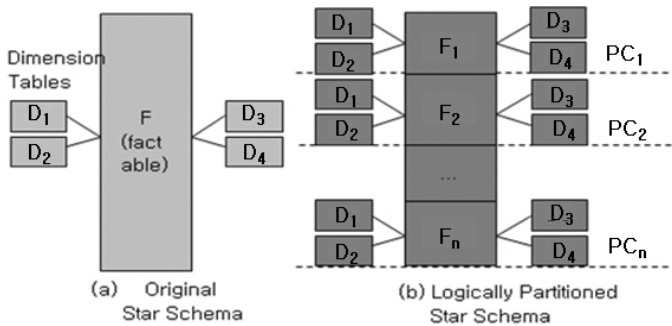 Dimension
Tables
D1
D2
F
(fact
able)
D3
D4
(a) Original
Star Schema
D1
D2
F1
D3
D4
PC1
D1
D2
F2
D3
D4
PC2
...
D1
D2
Fn
D3
D4
PCn
(b) Logically Partitioned
Star Schema